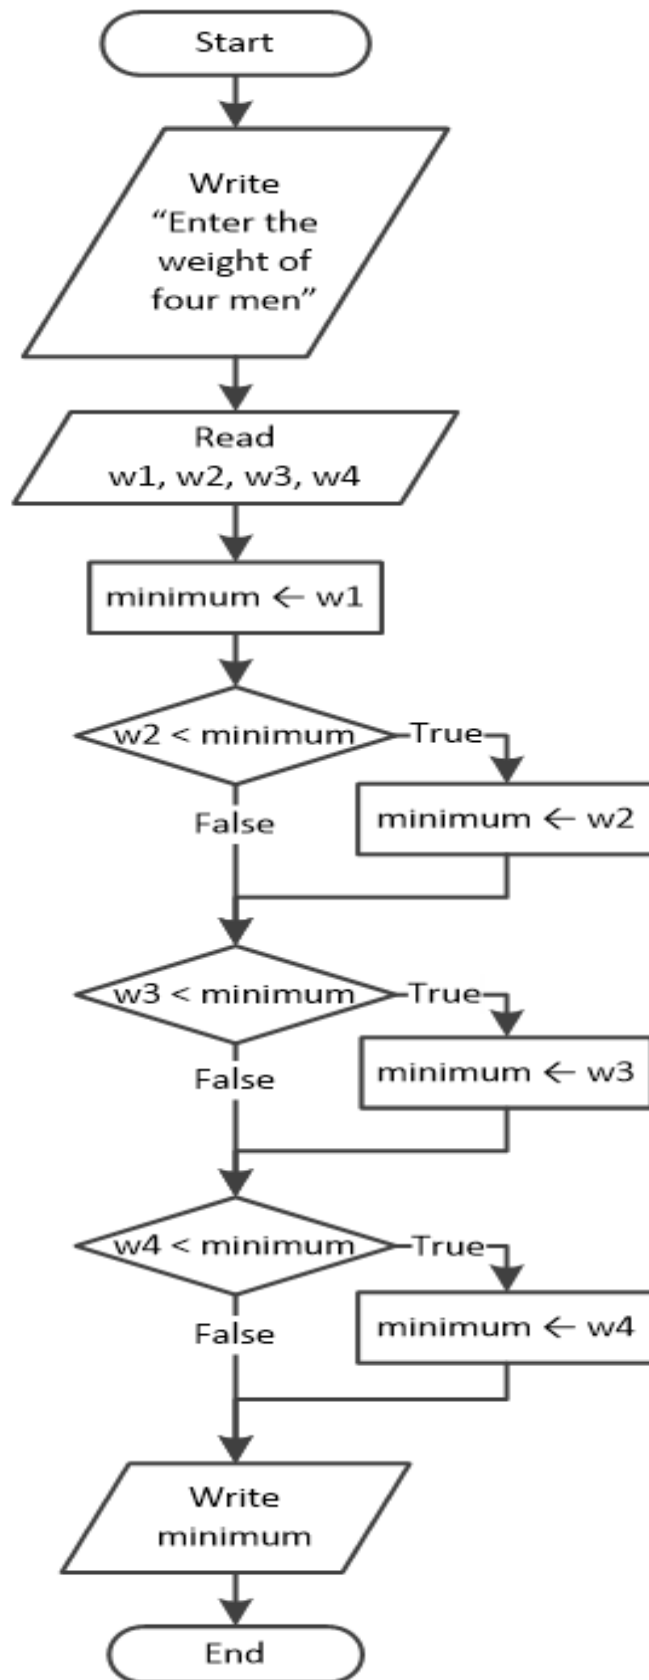 Start
Write
“Enter the
weight of
four men”
Read
w1, w2, w3, w4
minimum ← w1
w2 < minimum
True
False
minimum ← w2
w3 < minimum
True
False
minimum ← w3
w4 < minimum
True
False
minimum ← w4
Write
minimum
End